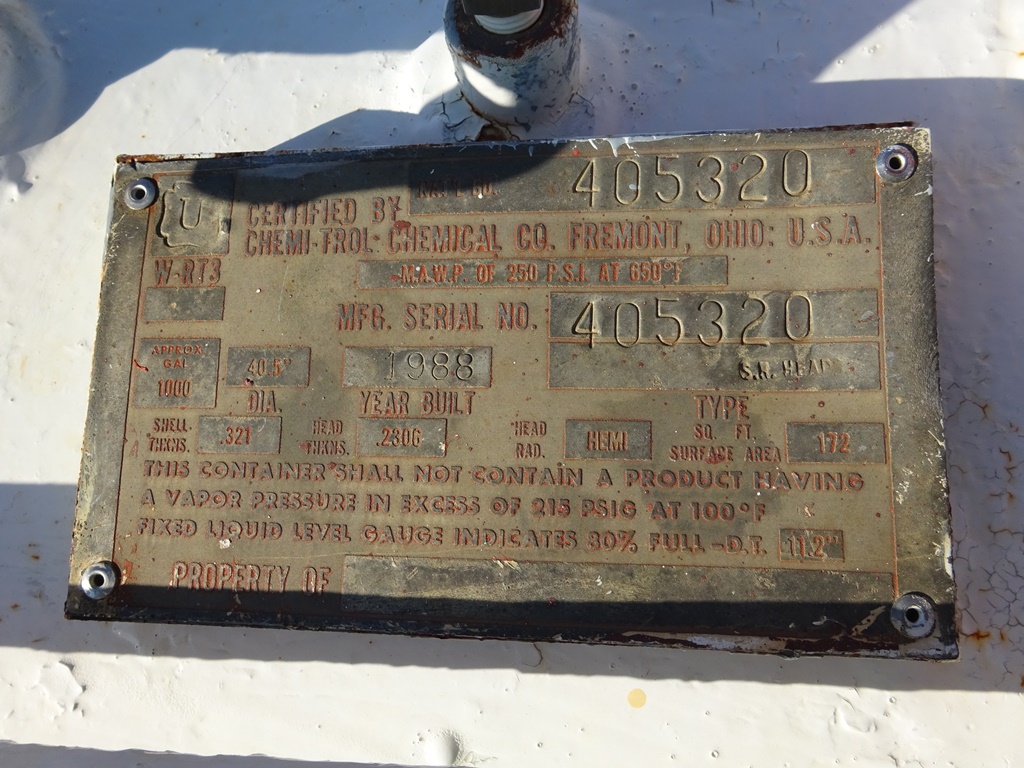 405320
U
CERTIFIED BY
CHEMI-TROL: CHEMICAL CO. FREMONT, OHIO: U.S.A.
W-RT3
M.A.W.P. OF 250 P.S.I. AT 650°F
MFG. SERIAL NO. 405320
S.R. HEAD
APPROX GAL 1000
40.5" DIA.
1988 YEAR BUILT
TYPE
SHELL THKNS. .321
HEAD THKNS. .2306
HEAD RAD. HEMI
SQ. FT. SURFACE AREA 172
THIS CONTAINER SHALL NOT CONTAIN A PRODUCT HAVING
A VAPOR PRESSURE IN EXCESS OF 215 PSIG AT 100°F
FIXED LIQUID LEVEL GAUGE INDICATES 80% FULL -D.T. 11.2"
PROPERTY OF